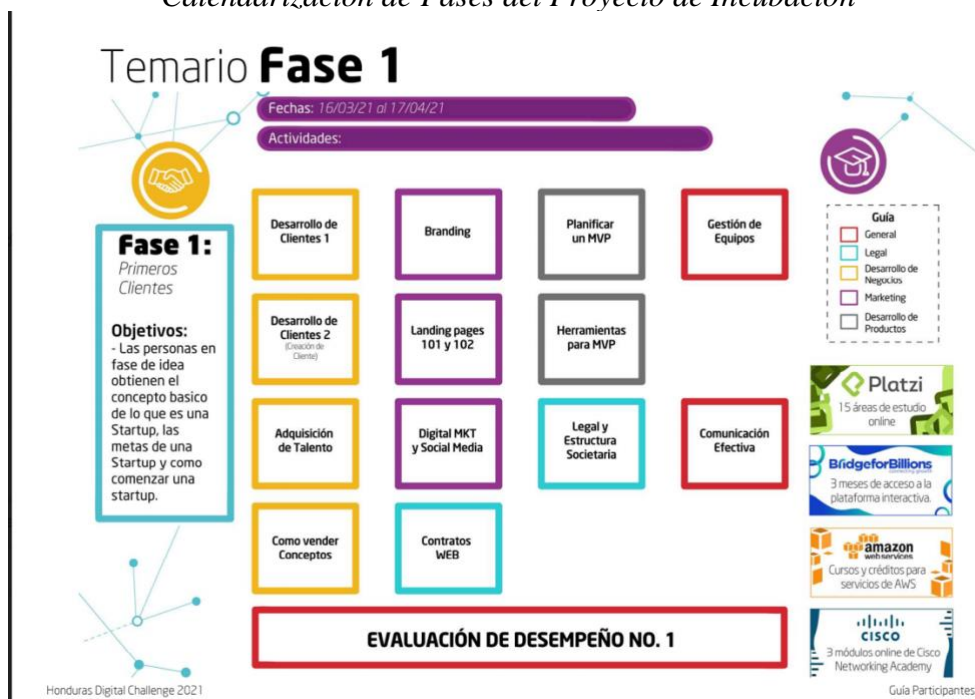 Calendarización de Fases del Proyecto de Incubación
Temario Fase 1
Fechas: 16/03/21 al 17/04/21
Actividades:
Fase 1:
Primeros
Clientes
Objetivos:
- Las personas en
fase de idea
obtienen el
concepto basico
de lo que es una
Startup, las
metas de una
Startup y como
comenzar una
startup.
Desarrollo de
Clientes 1
Branding
Planificar
un MVP
Gestión de
Equipos
Desarrollo de
Clientes 2
(Creación de
Cliente)
Landing pages
101 y 102
Herramientas
para MVP
Adquisición
de Talento
Digital MKT
y Social Media
Legal y
Estructura
Societaria
Comunicación
Efectiva
Como vender
Conceptos
Contratos
WEB
EVALUACIÓN DE DESEMPEÑO NO. 1
Guía
General
Legal
Desarrollo de
Negocios
Marketing
Desarrollo de
Productos
Platzi
15 áreas de estudio
online
BridgeforBillions
3 meses de acceso a la
plataforma interactiva.
amazon
web services
Cursos y créditos para
servicios de AWS
CISCO
3 módulos online de Cisco
Networking Academy
Honduras Digital Challenge 2021
Guía Participantes